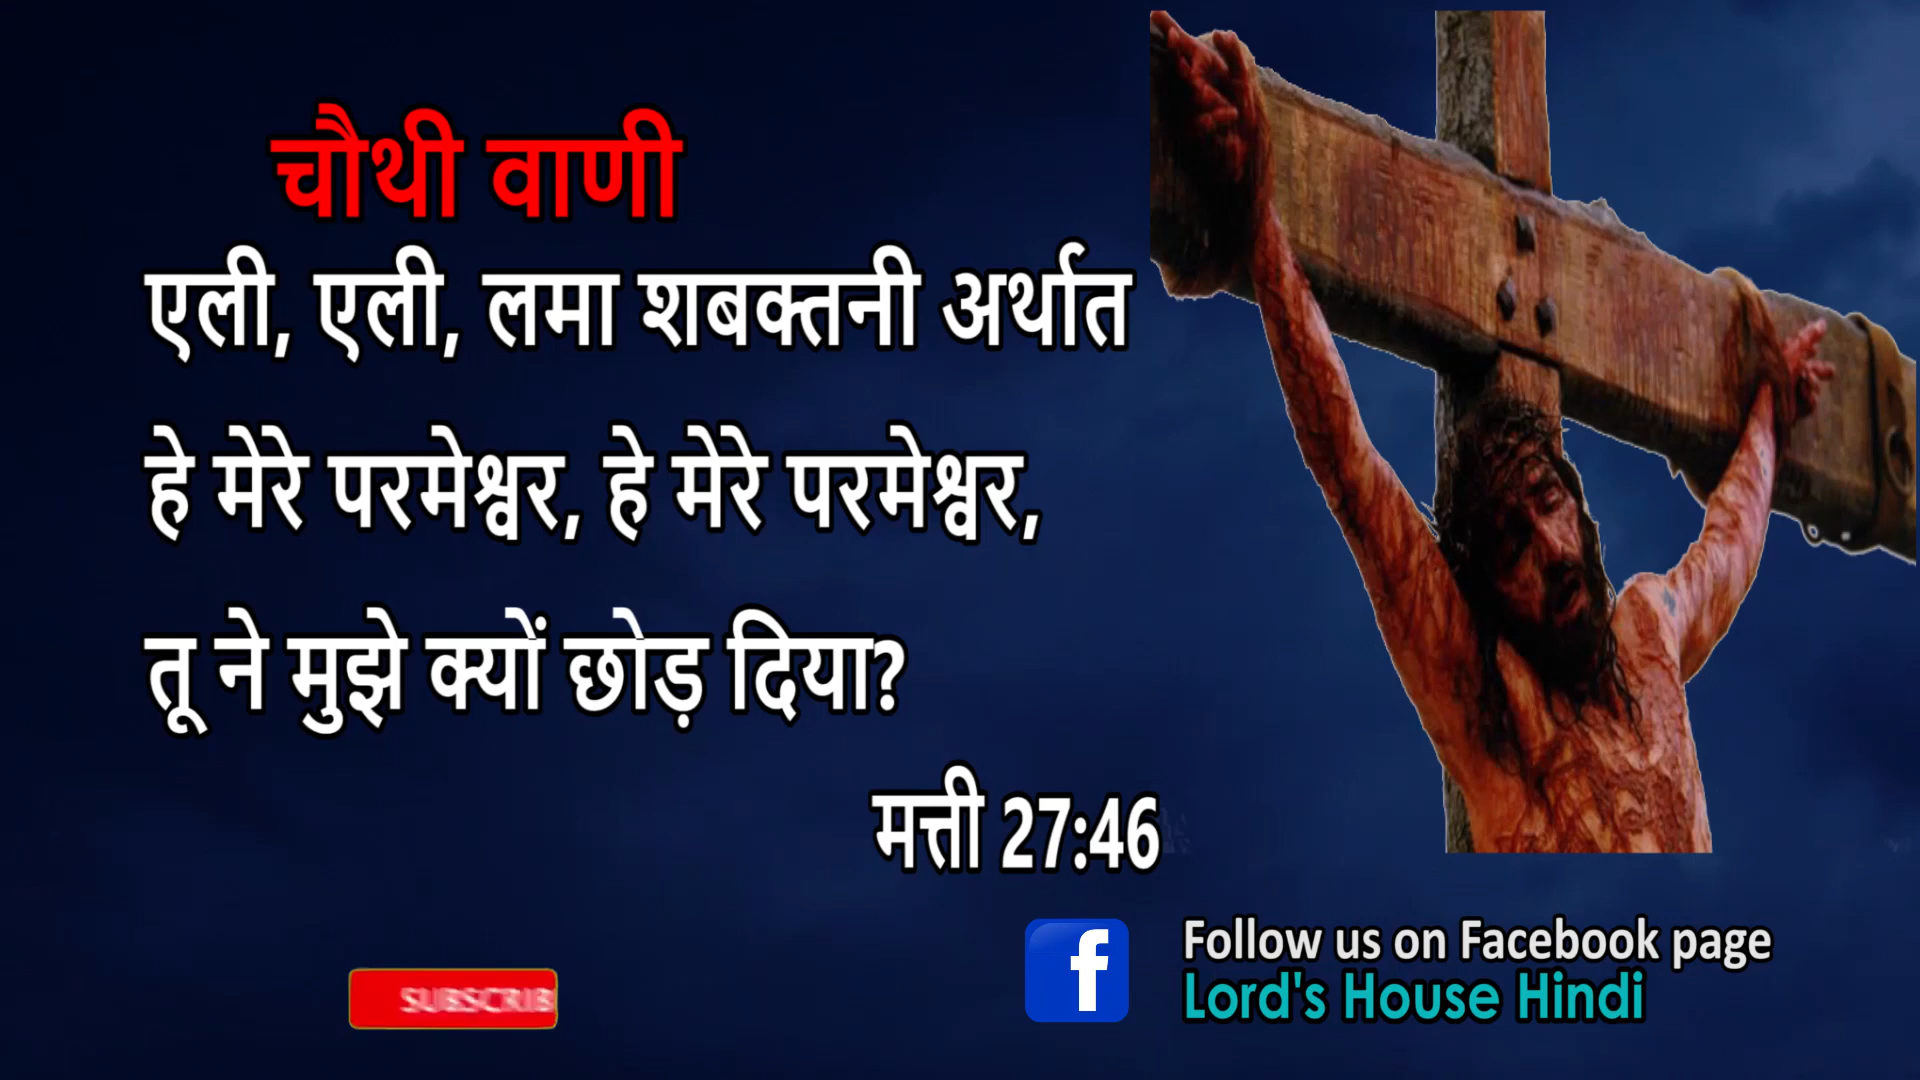 चौथी वाणी
एली, एली, लमा शबक्तनी अर्थात
हे मेरे परमेश्वर, हे मेरे परमेश्वर,
तू ने मुझे क्यों छोड़ दिया?
मत्ती 27:46
Follow us on Facebook page
Lord's House Hindi
SUBSCRIB